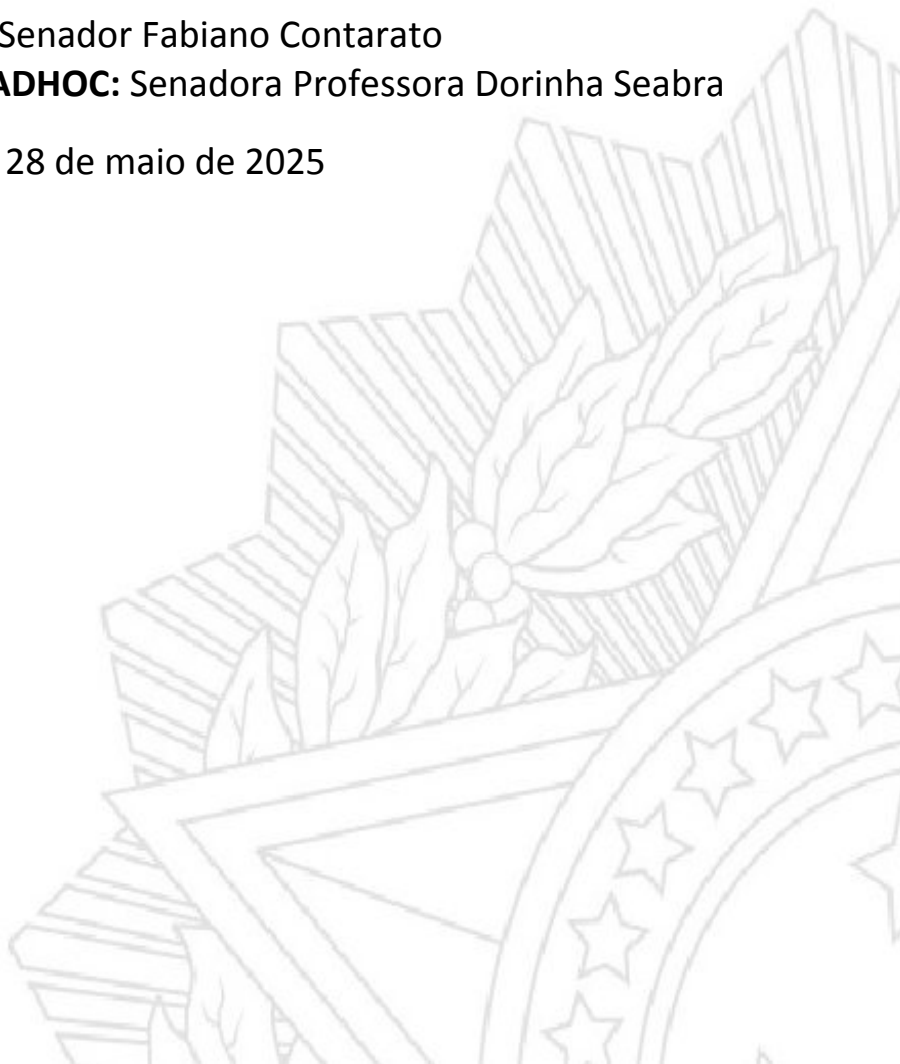 Senador Fabiano Contarato
ADHOC: Senadora Professora Dorinha Seabra
28 de maio de 2025